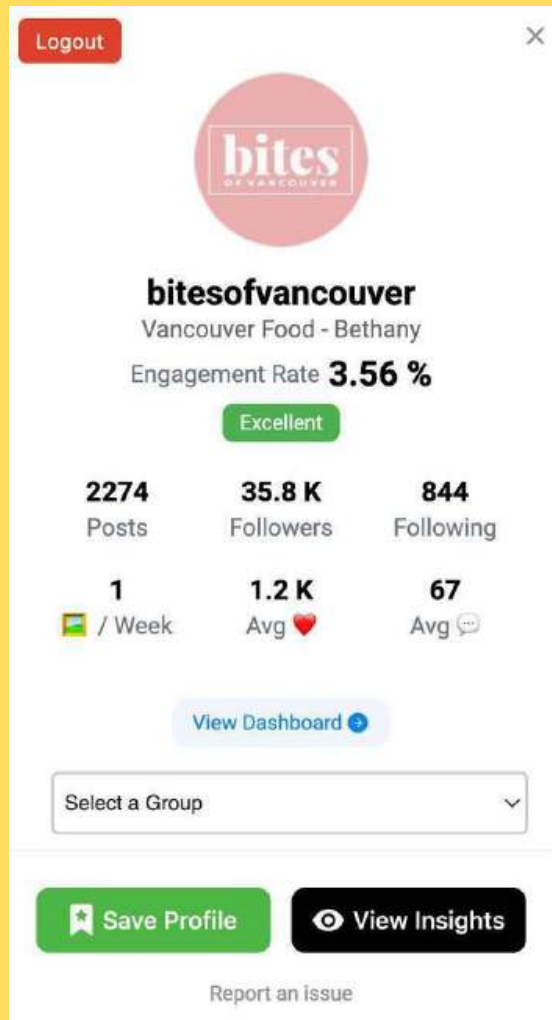 Logout
bites
OF VANCOUVER
bitesofvancouver
Vancouver Food - Bethany
Engagement Rate 3.56 %
Excellent
2274 35.8 K 844
Posts Followers Following
1 1.2 K 67
/ Week Avg ❤️ Avg 💬
View Dashboard
Select a Group
Save Profile View Insights
Report an issue